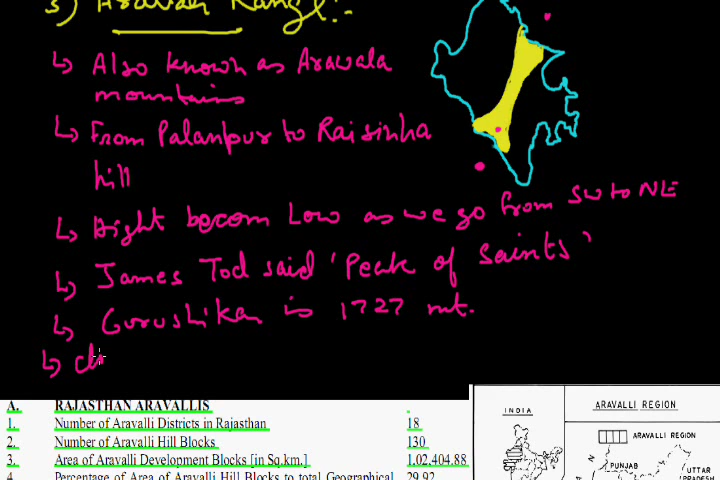 3) Aravali Range:-
↳ Also known as Arawala
mountains
↳ From Palanpur to Raisinha
hill
↳ Hight becom Low as we go from SW to NE
↳ James Tod said 'Peak of Saints'
↳ Gurushikar is 1727 mt.
↳ ch
A. RAJASTHAN ARAVALLIS
1. Number of Aravalli Districts in Rajasthan 18
2. Number of Aravalli Hill Blocks 130
3. Area of Aravalli Development Blocks [in Sq.km.] 1,02,404.88
4. Percentage of Area of Aravalli Hill Blocks to total Geographical 29.92
INDIA
ARAVALLI REGION
ARAVALLI REGION
PUNJAB
UTTAR
PRADESH
N